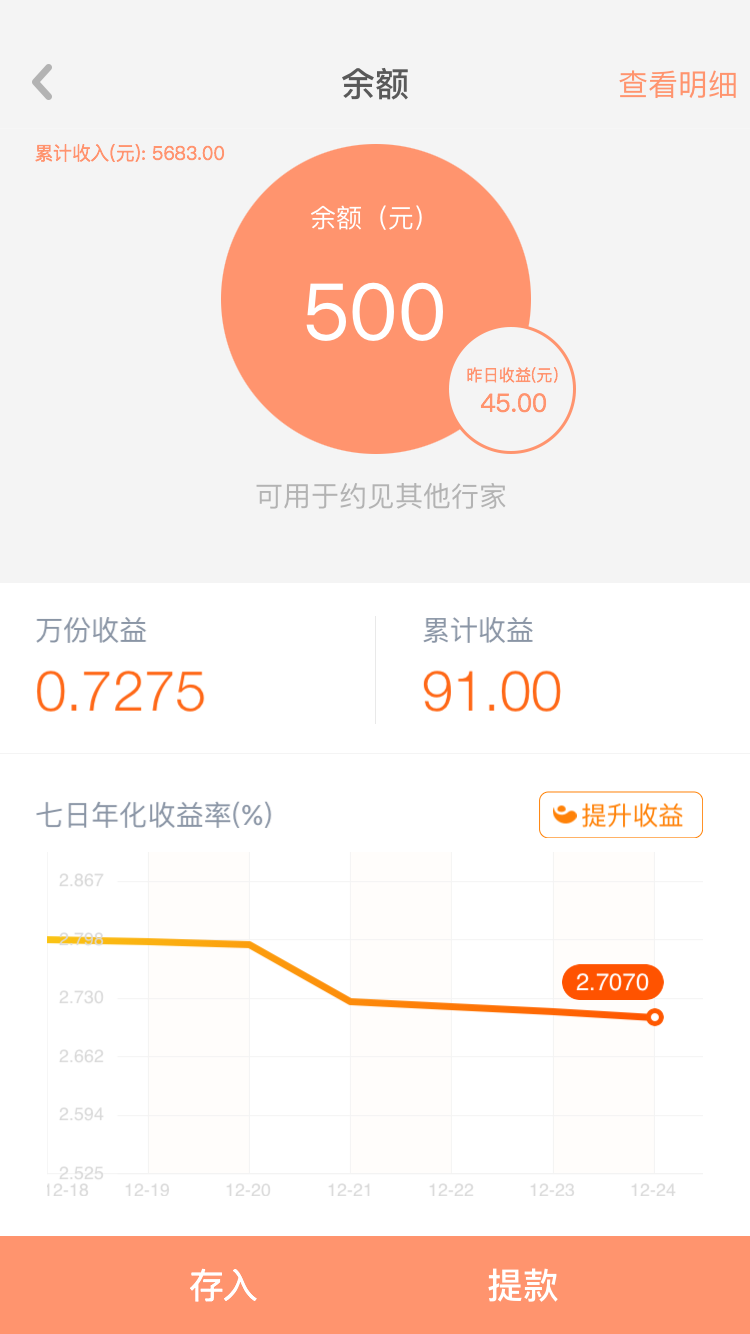 余额
查看明细
累计收入(元): 5683.00
余额（元）
500
昨日收益(元)
45.00
可用于约见其他行家
万份收益
累计收益
0.7275
91.00
七日年化收益率(%)
提升收益
2.867
2.798
2.7070
2.730
2.662
2.594
2.525
12-18 12-19 12-20 12-21 12-22 12-23 12-24
存入
提款